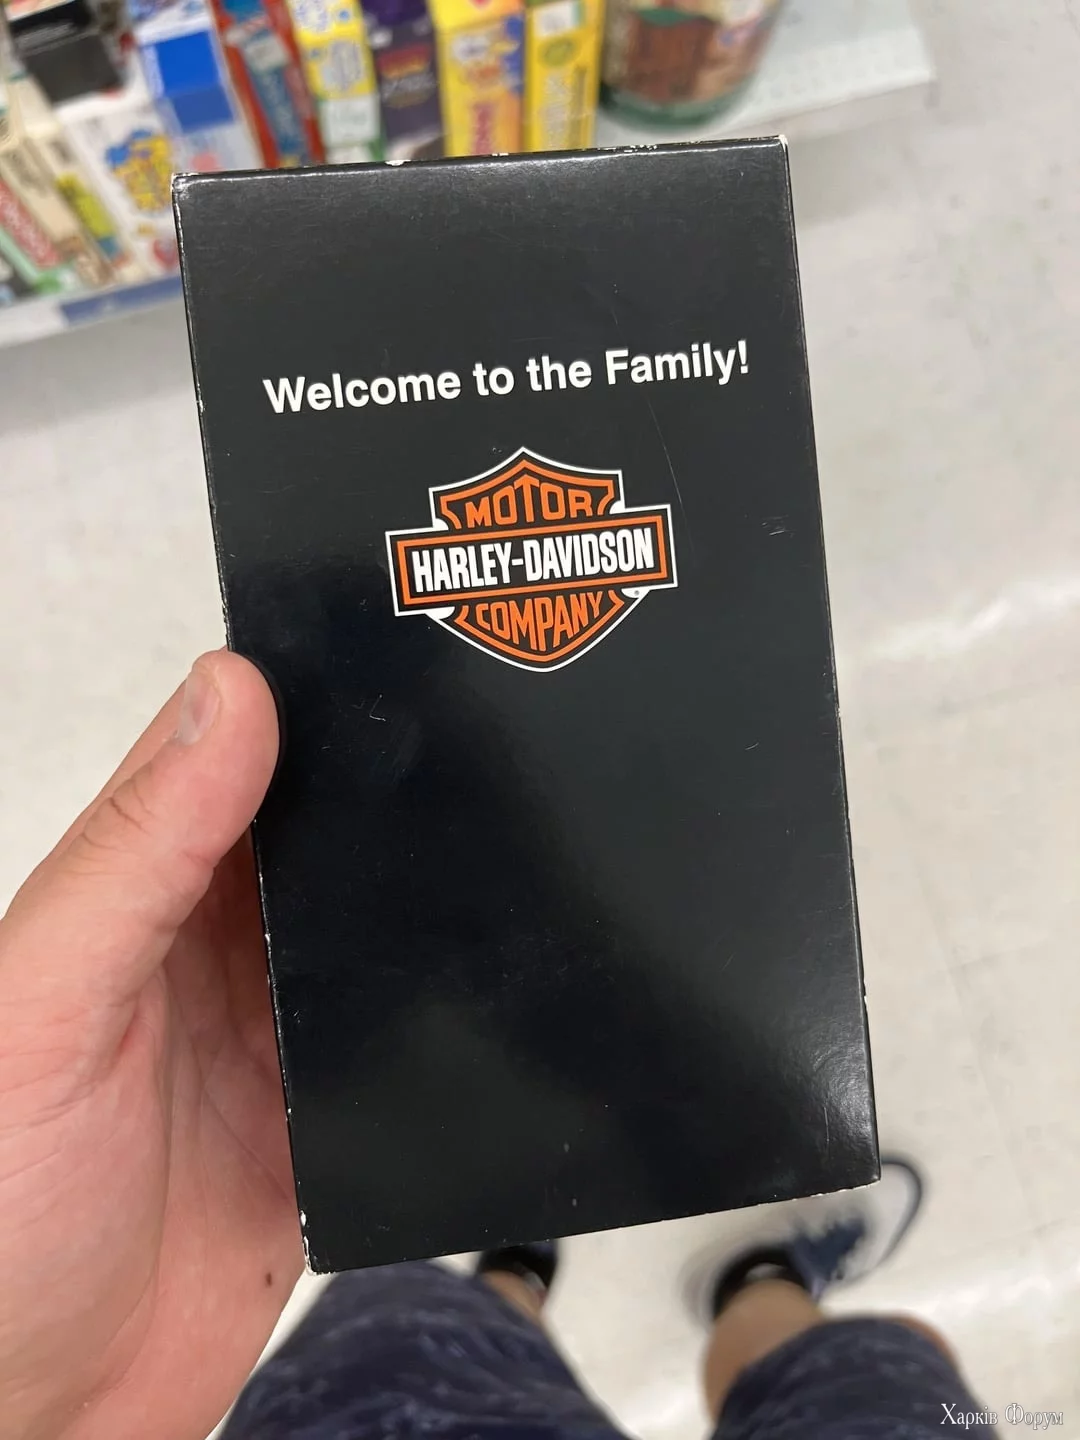 Welcome to the Family!
MOTOR
HARLEY-DAVIDSON
COMPANY
Харків Форум